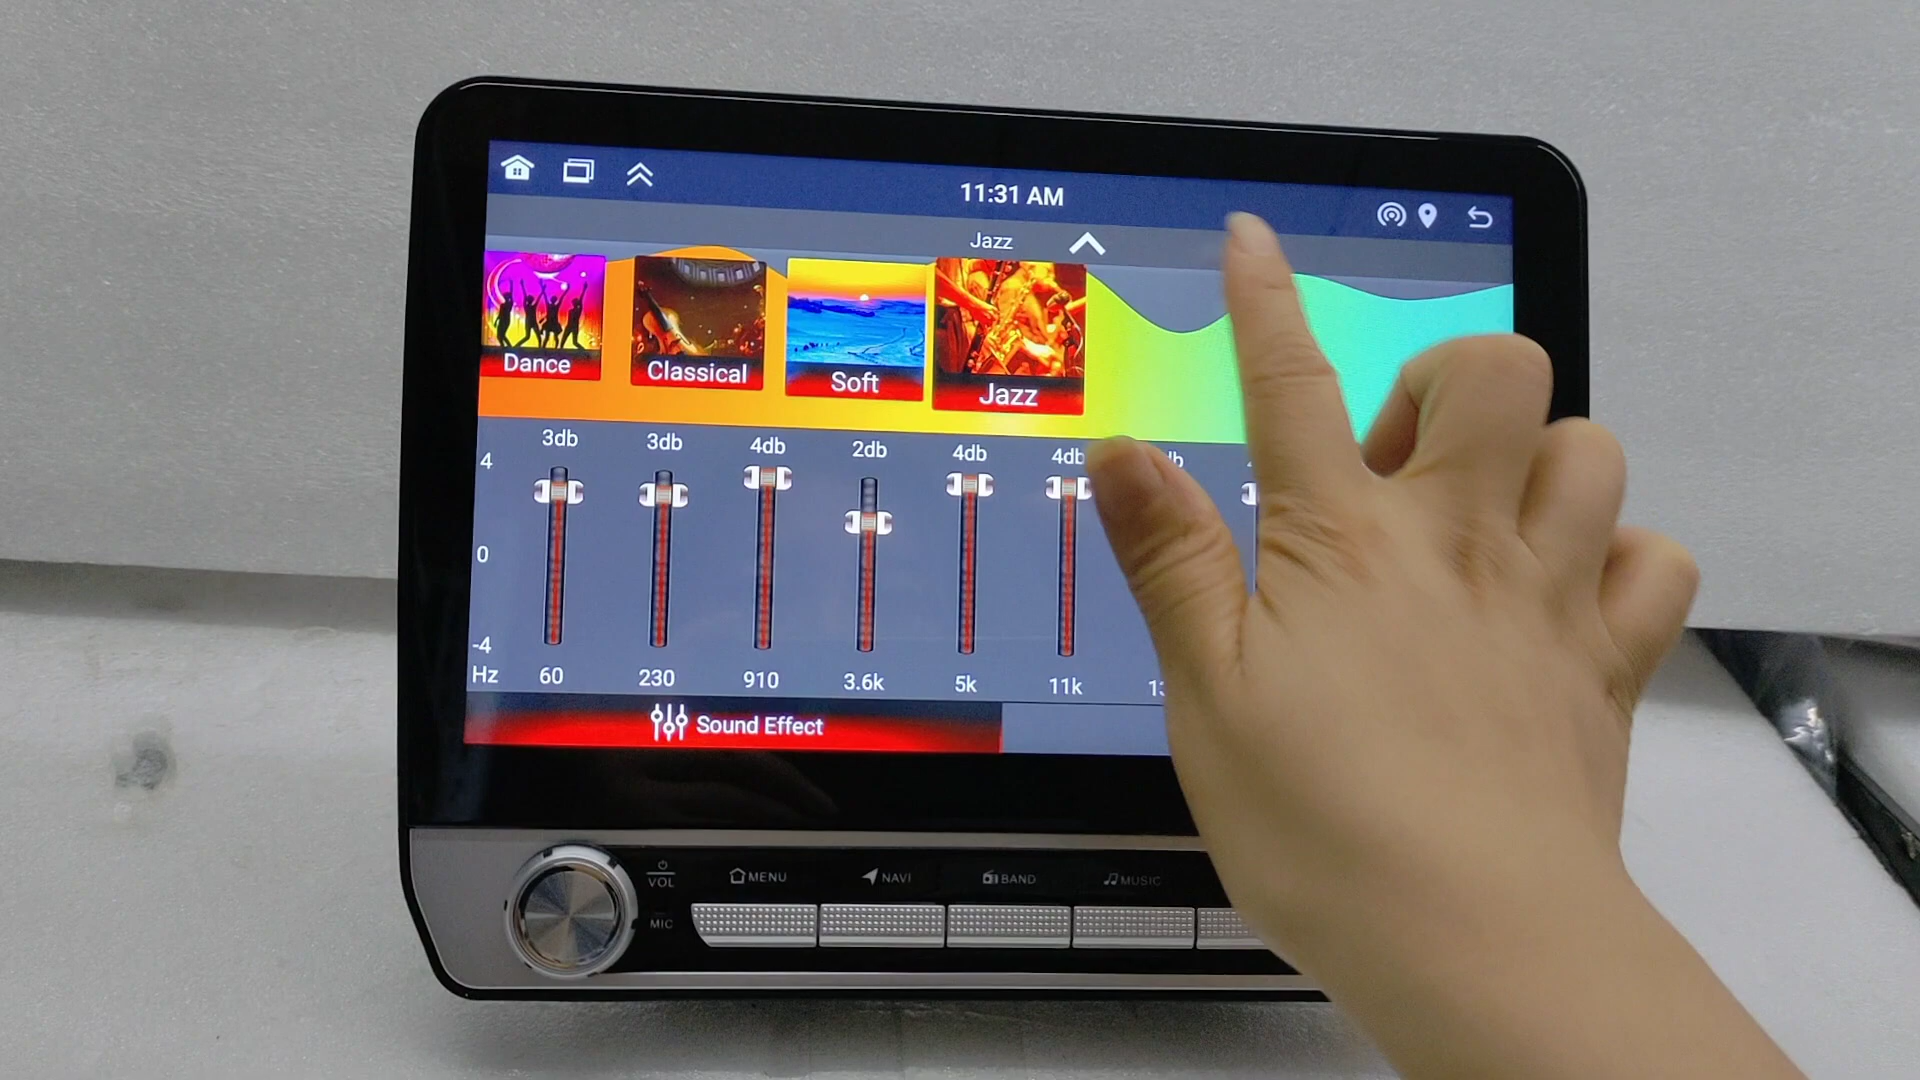 11:31 AM
Jazz
Dance
Classical
Soft
Jazz
3db 3db 4db 2db 4db 4db
4
0
-4
Hz 60 230 910 3.6k 5k 11k
Sound Effect
VOL MENU NAVI BAND MUSIC
MIC